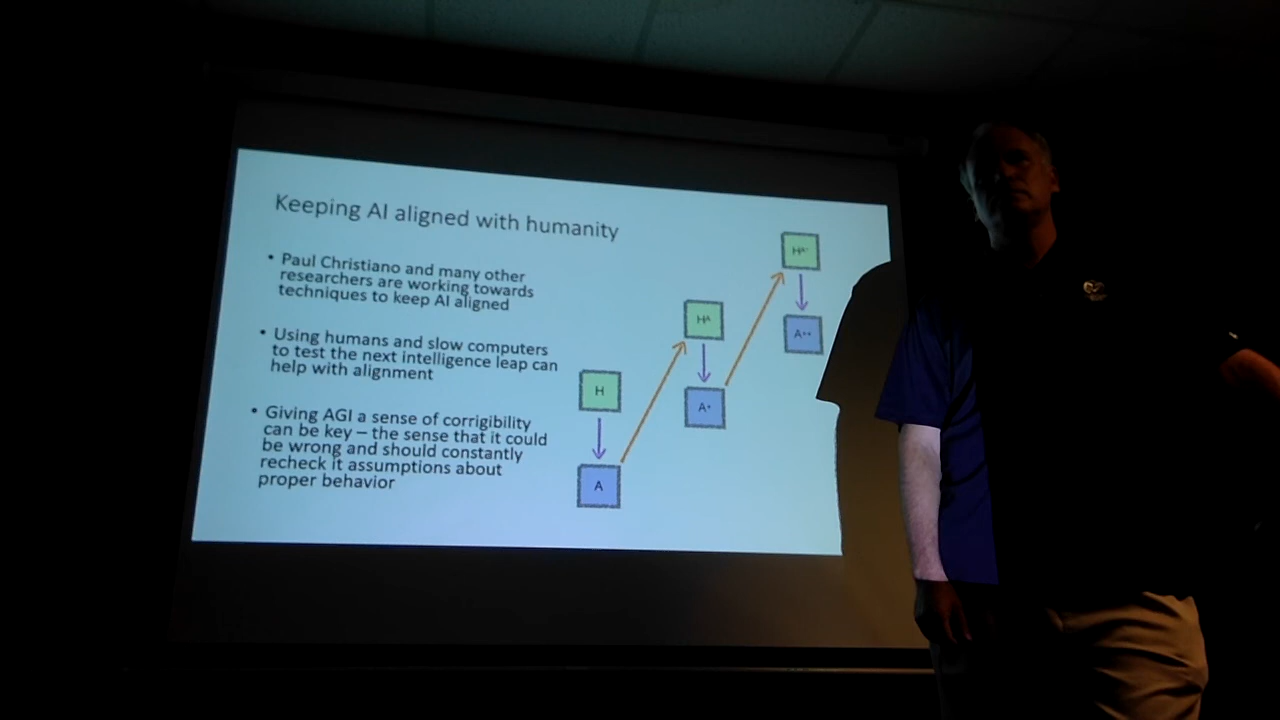 Keeping AI aligned with humanity
• Paul Christiano and many other
researchers are working towards
techniques to keep AI aligned
• Using humans and slow computers
to test the next intelligence leap can
help with alignment
• Giving AGI a sense of corrigibility
can be key – the sense that it could
be wrong and should constantly
recheck it assumptions about
proper behavior
H
A
Hᴬ
A⁺
A⁺⁺